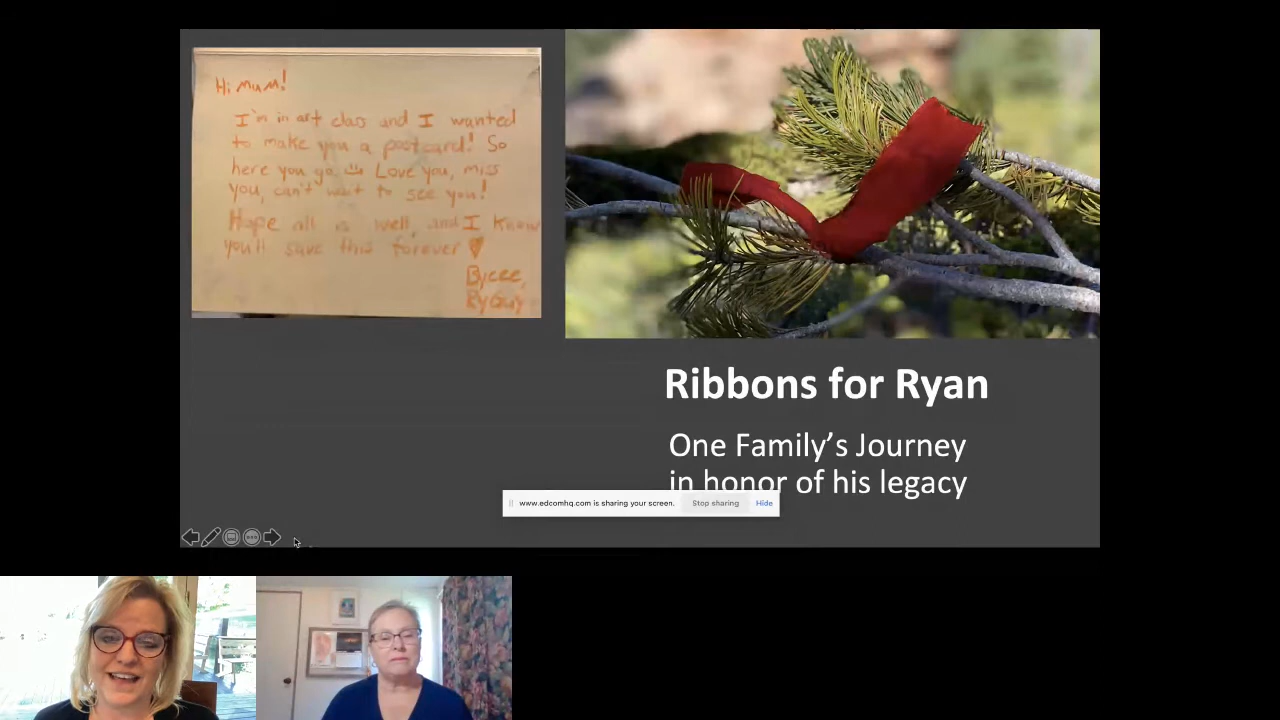 Hi Mum!
I'm in art class and I wanted
to make you a postcard! So
here you go Love you, miss
you, can't wait to see you!
Hope all is well, and I know
you'll save this forever
Byeee,
RyGuy
Ribbons for Ryan
One Family's Journey
in honor of his legacy
www.edcomhq.com is sharing your screen.
Stop sharing
Hide